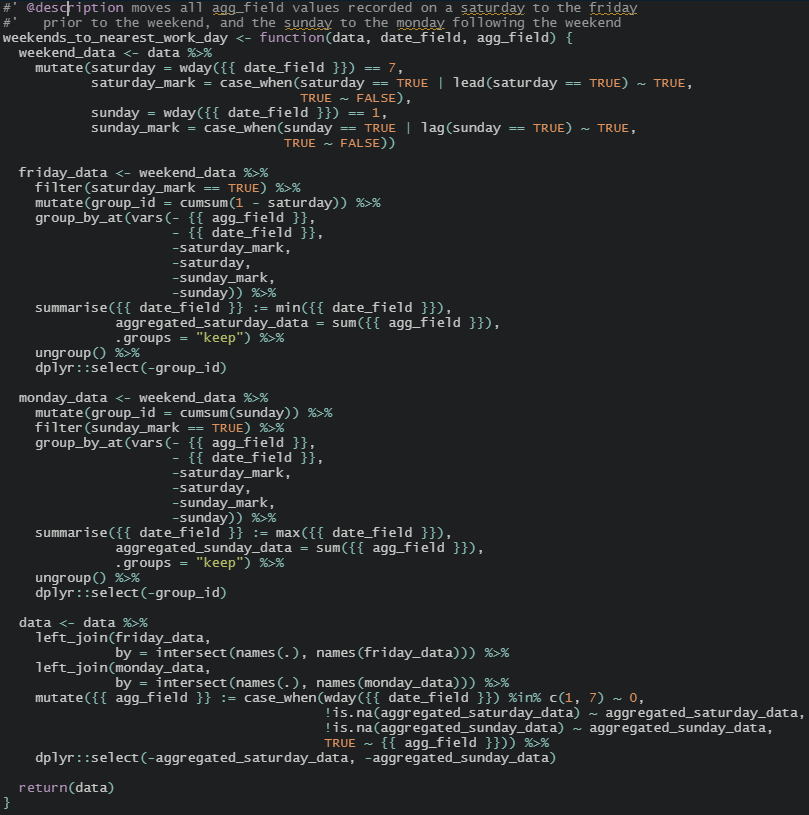 #' @description moves all agg_field values recorded on a saturday to the friday
#'   prior to the weekend, and the sunday to the monday following the weekend
weekends_to_nearest_work_day <- function(data, date_field, agg_field) {
  weekend_data <- data %>%
    mutate(saturday = wday({{ date_field }}) == 7,
           saturday_mark = case_when(saturday == TRUE | lead(saturday == TRUE) ~ TRUE,
                                     TRUE ~ FALSE),
           sunday = wday({{ date_field }}) == 1,
           sunday_mark = case_when(sunday == TRUE | lag(sunday == TRUE) ~ TRUE,
                                   TRUE ~ FALSE))

  friday_data <- weekend_data %>%
    filter(saturday_mark == TRUE) %>%
    mutate(group_id = cumsum(1 - saturday)) %>%
    group_by_at(vars(- {{ agg_field }},
                     - {{ date_field }},
                     -saturday_mark,
                     -saturday,
                     -sunday_mark,
                     -sunday)) %>%
    summarise({{ date_field }} := min({{ date_field }}),
              aggregated_saturday_data = sum({{ agg_field }}),
              .groups = "keep") %>%
    ungroup() %>%
    dplyr::select(-group_id)

  monday_data <- weekend_data %>%
    mutate(group_id = cumsum(sunday)) %>%
    filter(sunday_mark == TRUE) %>%
    group_by_at(vars(- {{ agg_field }},
                     - {{ date_field }},
                     -saturday_mark,
                     -saturday,
                     -sunday_mark,
                     -sunday)) %>%
    summarise({{ date_field }} := max({{ date_field }}),
              aggregated_sunday_data = sum({{ agg_field }}),
              .groups = "keep") %>%
    ungroup() %>%
    dplyr::select(-group_id)

  data <- data %>%
    left_join(friday_data,
              by = intersect(names(.), names(friday_data))) %>%
    left_join(monday_data,
              by = intersect(names(.), names(monday_data))) %>%
    mutate({{ agg_field }} := case_when(wday({{ date_field }}) %in% c(1, 7) ~ 0,
                                        !is.na(aggregated_saturday_data) ~ aggregated_saturday_data,
                                        !is.na(aggregated_sunday_data) ~ aggregated_sunday_data,
                                        TRUE ~ {{ agg_field }})) %>%
    dplyr::select(-aggregated_saturday_data, -aggregated_sunday_data)

  return(data)
}